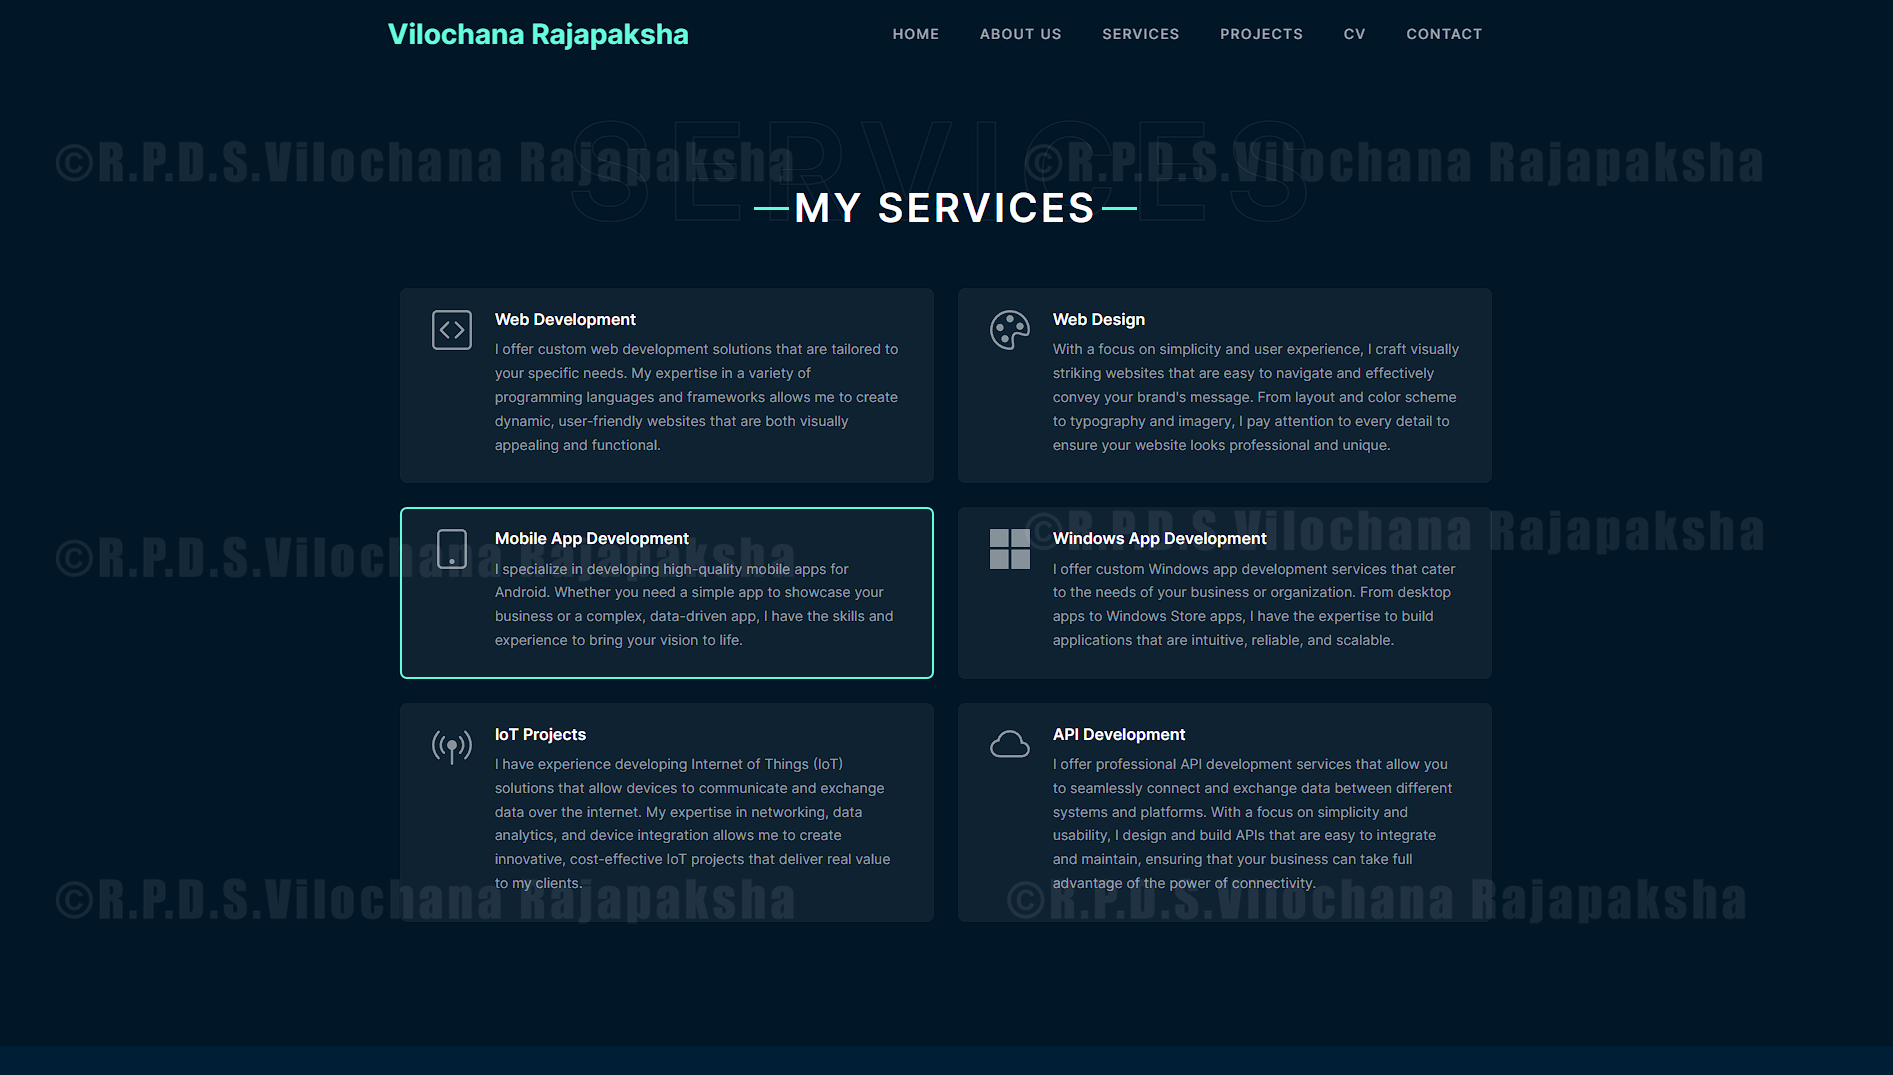 Vilochana Rajapaksha
HOME ABOUT US SERVICES PROJECTS CV CONTACT
SERVICES
©R.P.D.S.Vilochana Rajapaksha ©R.P.D.S.Vilochana Rajapaksha
MY SERVICES
Web Development
I offer custom web development solutions that are tailored to
your specific needs. My expertise in a variety of
programming languages and frameworks allows me to create
dynamic, user-friendly websites that are both visually
appealing and functional.
Web Design
With a focus on simplicity and user experience, I craft visually
striking websites that are easy to navigate and effectively
convey your brand's message. From layout and color scheme
to typography and imagery, I pay attention to every detail to
ensure your website looks professional and unique.
©R.P.D.S.Vilochana Rajapaksha ©R.P.D.S.Vilochana Rajapaksha
Mobile App Development
I specialize in developing high-quality mobile apps for
Android. Whether you need a simple app to showcase your
business or a complex, data-driven app, I have the skills and
experience to bring your vision to life.
Windows App Development
I offer custom Windows app development services that cater
to the needs of your business or organization. From desktop
apps to Windows Store apps, I have the expertise to build
applications that are intuitive, reliable, and scalable.
IoT Projects
I have experience developing Internet of Things (IoT)
solutions that allow devices to communicate and exchange
data over the internet. My expertise in networking, data
analytics, and device integration allows me to create
innovative, cost-effective IoT projects that deliver real value
to my clients.
API Development
I offer professional API development services that allow you
to seamlessly connect and exchange data between different
systems and platforms. With a focus on simplicity and
usability, I design and build APIs that are easy to integrate
and maintain, ensuring that your business can take full
advantage of the power of connectivity.
©R.P.D.S.Vilochana Rajapaksha ©R.P.D.S.Vilochana Rajapaksha